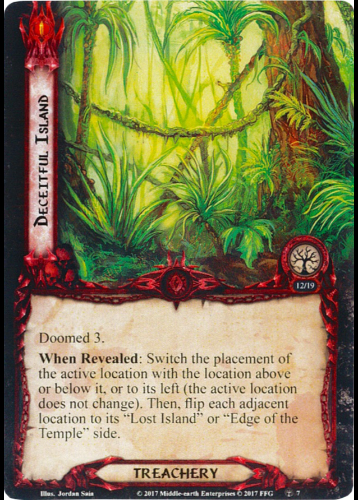 DECEITFUL ISLAND
12/19
Doomed 3.
When Revealed: Switch the placement of
the active location with the location above
or below it, or to its left (the active location
does not change). Then, flip each adjacent
location to its “Lost Island” or “Edge of the
Temple” side.
TREACHERY
Illus. Jordan Saia © 2017 Middle-earth Enterprises © 2017 FFG 7